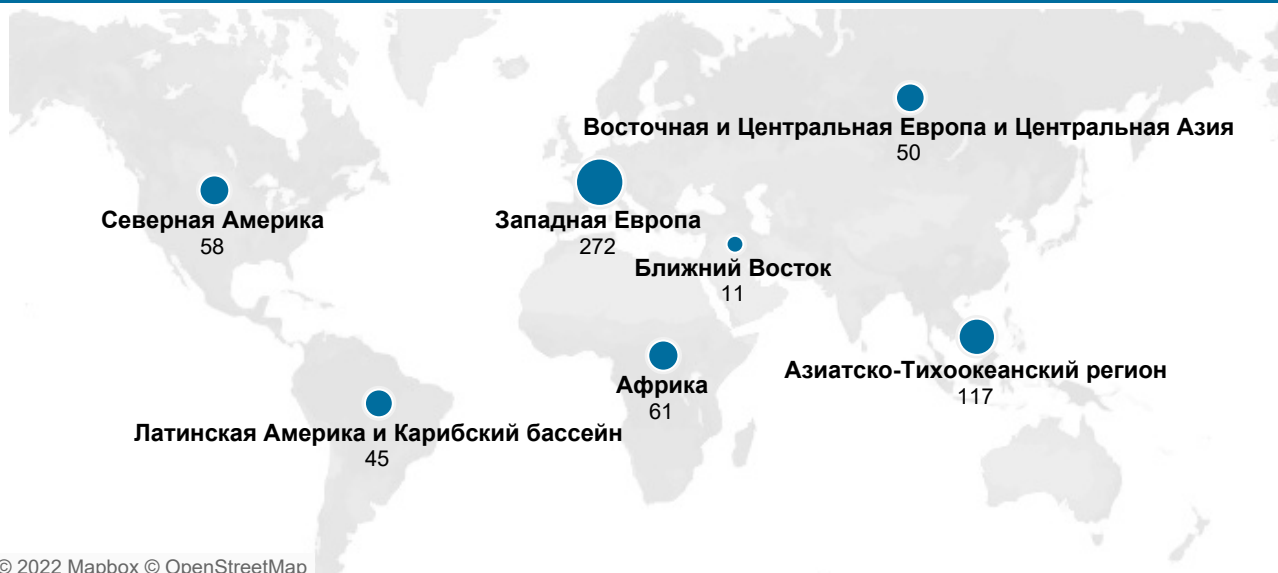 Восточная и Центральная Европа и Центральная Азия
50
Северная Америка
58
Западная Европа
272
Ближний Восток
11
Азиатско-Тихоокеанский регион
117
Африка
61
Латинская Америка и Карибский бассейн
45
© 2022 Mapbox © OpenStreetMap